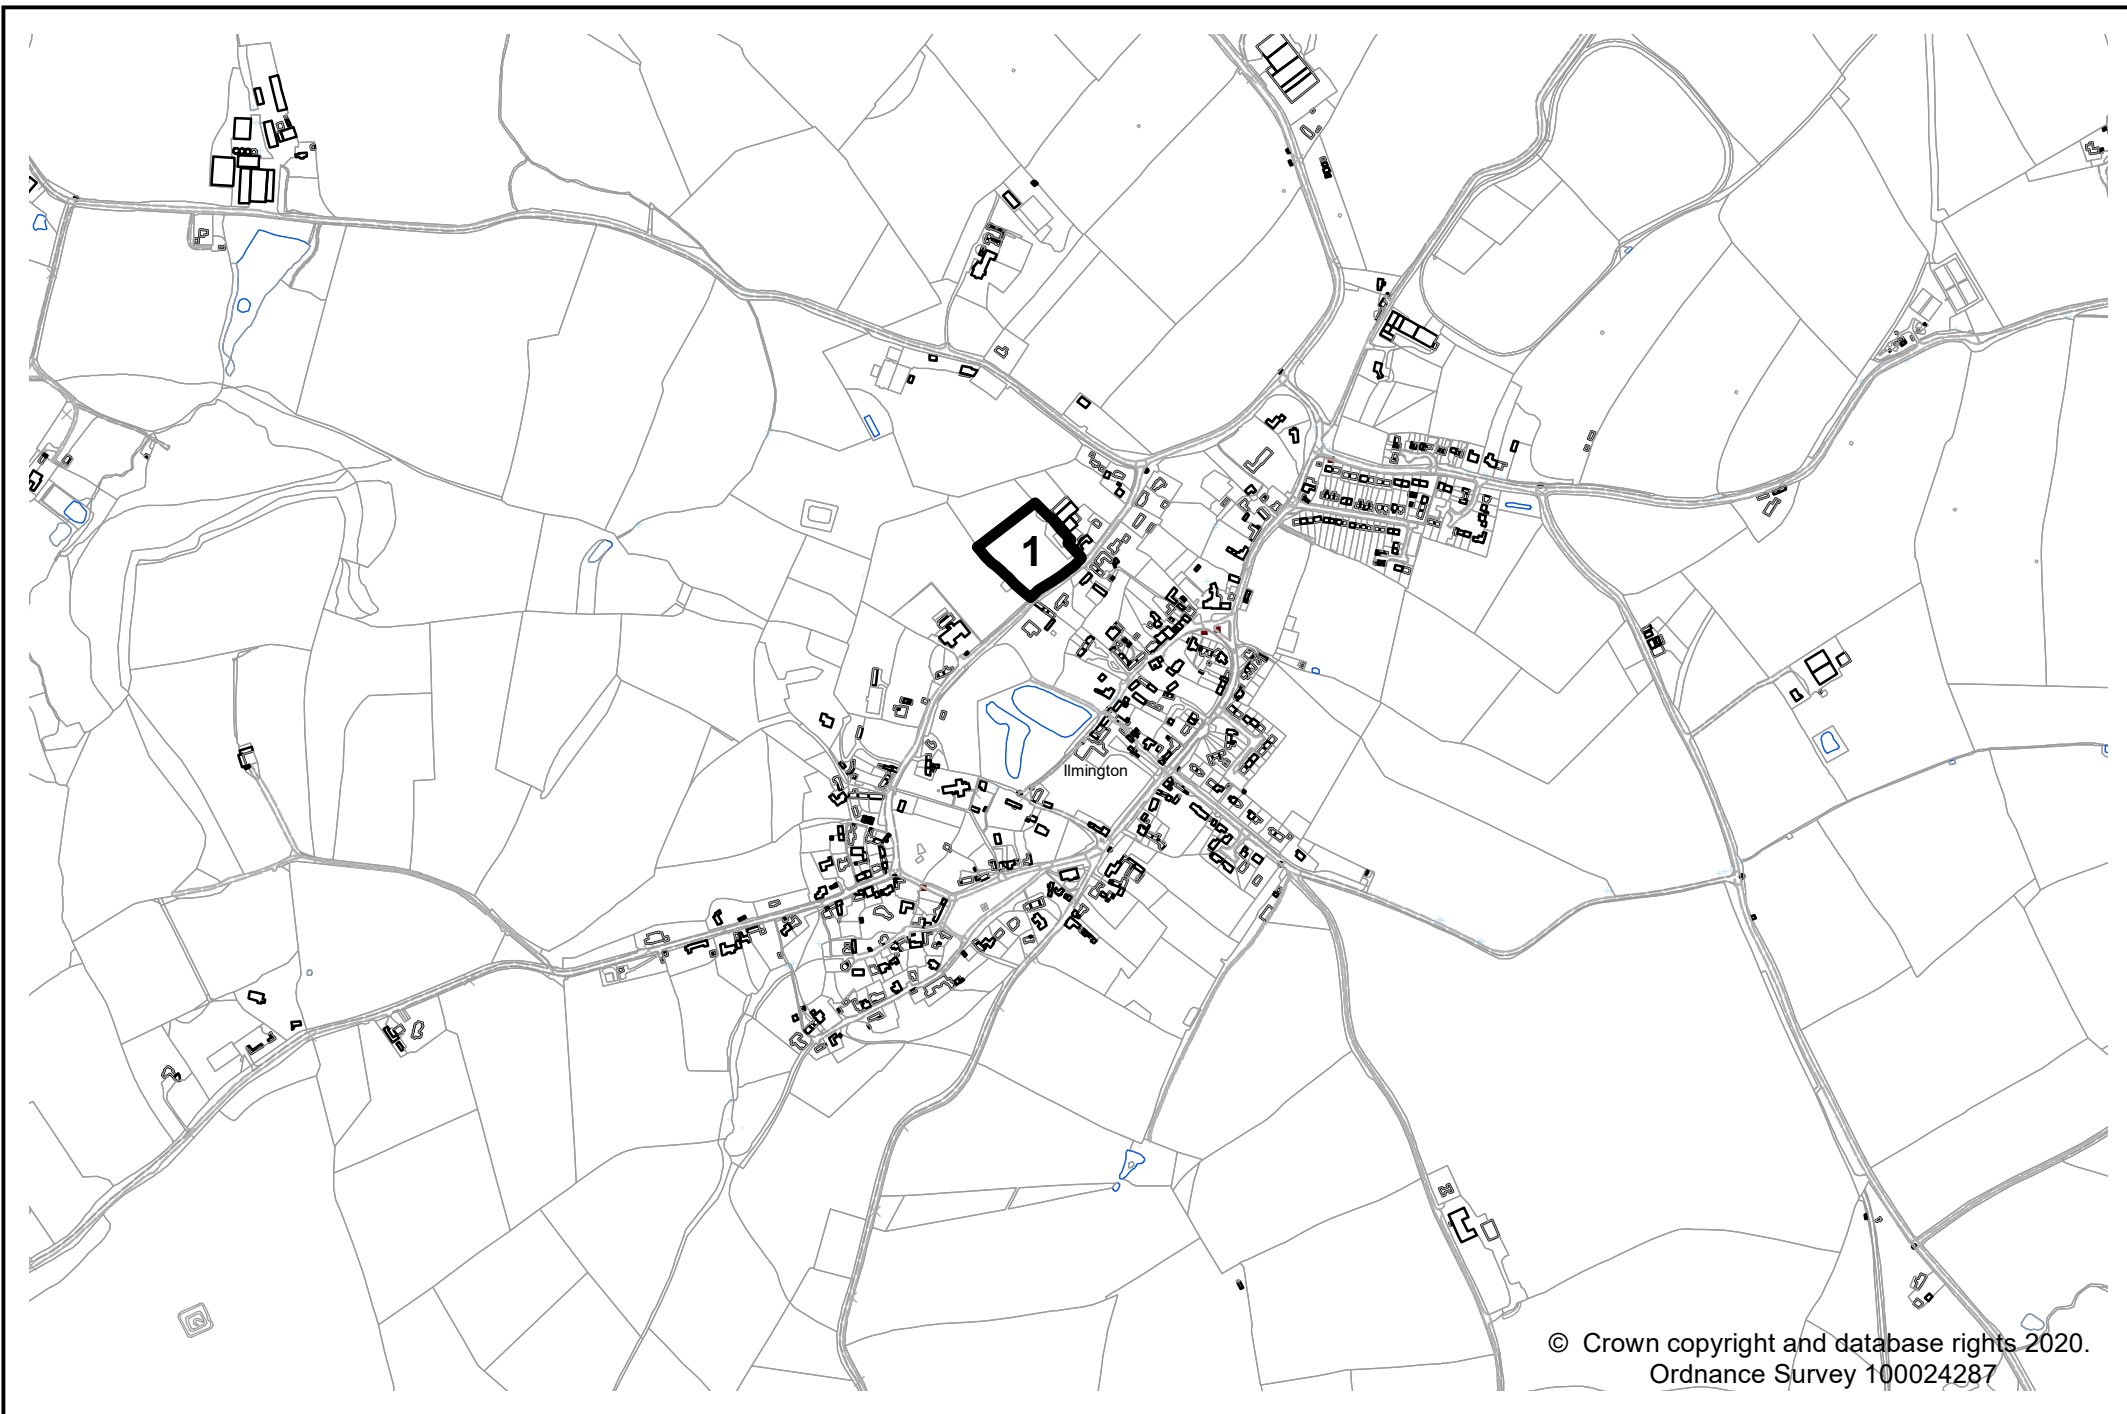 1
Ilmington
© Crown copyright and database rights 2020.
Ordnance Survey 100024287